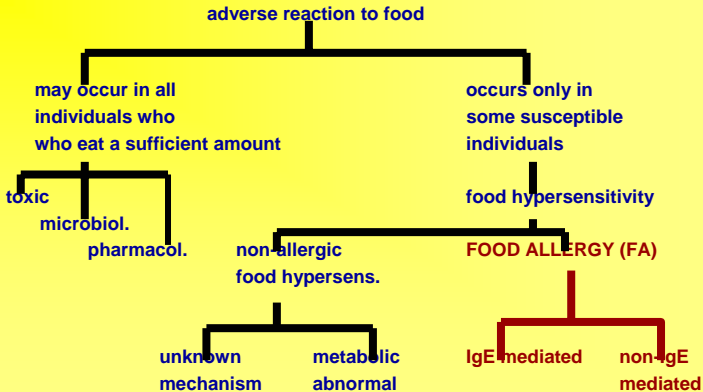 adverse reaction to food
may occur in all
individuals who
who eat a sufficient amount
occurs only in
some susceptible
individuals
toxic
microbiol.
pharmacol.
food hypersensitivity
non-allergic
food hypersens.
FOOD ALLERGY (FA)
unknown
mechanism
metabolic
abnormal
IgE mediated
non-IgE
mediated